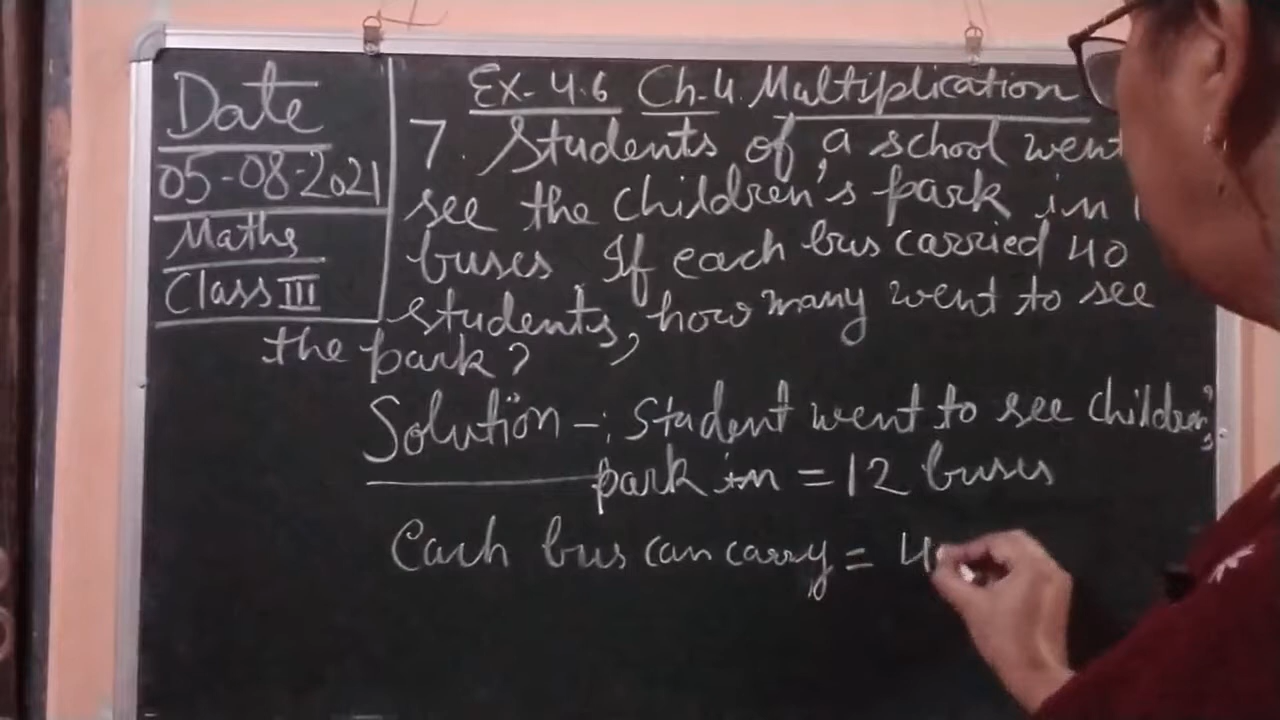 Date
05-08-2021
Maths
Class III
Ex-4.6 Ch-4. Multiplication
7. Students of a school went
see the children's park in 1
buses If each bus carried 40
students, how many went to see
the park?
Solution-: Student went to see children's
park in = 12 buses
Each bus can carry = 4